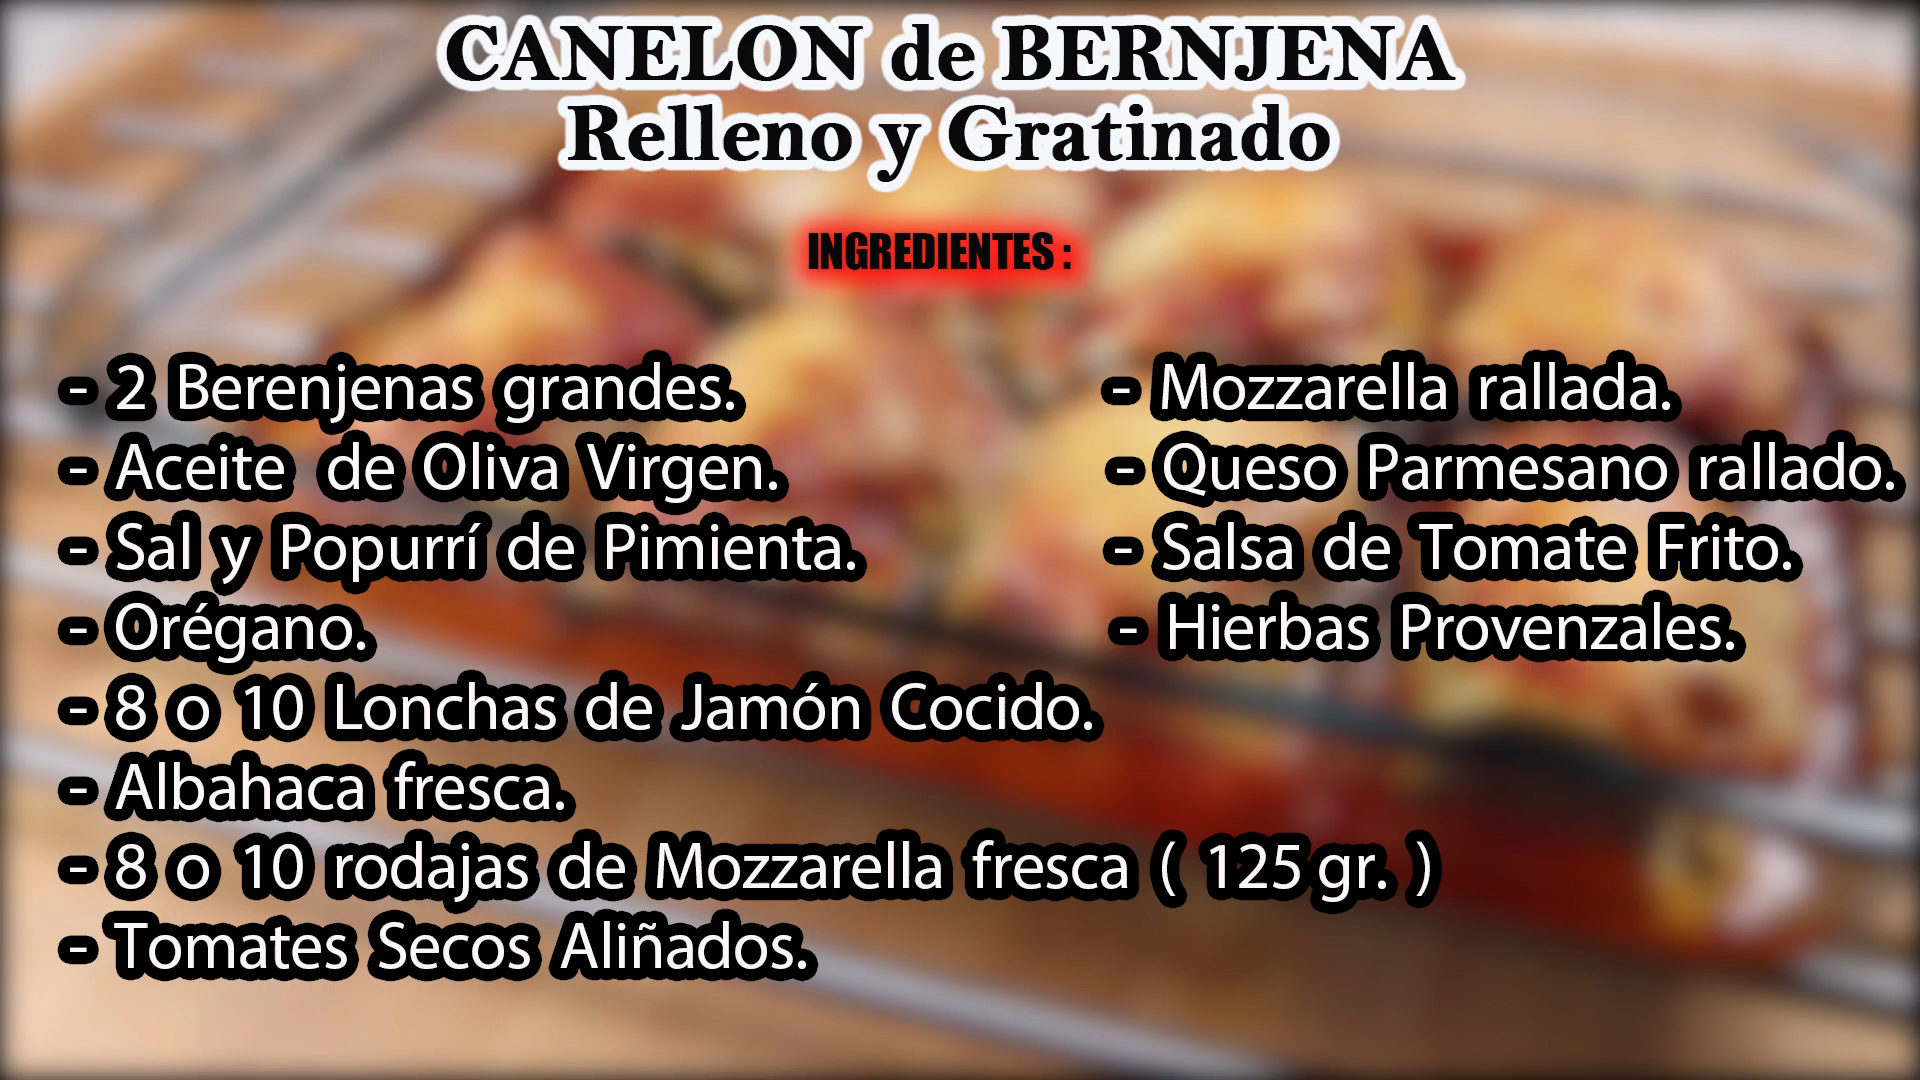 CANELON de BERNJENA
Relleno y Gratinado
INGREDIENTES :
- 2 Berenjenas grandes.
- Aceite de Oliva Virgen.
- Sal y Popurrí de Pimienta.
- Orégano.
- 8 o 10 Lonchas de Jamón Cocido.
- Albahaca fresca.
- 8 o 10 rodajas de Mozzarella fresca ( 125 gr. )
- Tomates Secos Aliñados.
- Mozzarella rallada.
- Queso Parmesano rallado.
- Salsa de Tomate Frito.
- Hierbas Provenzales.